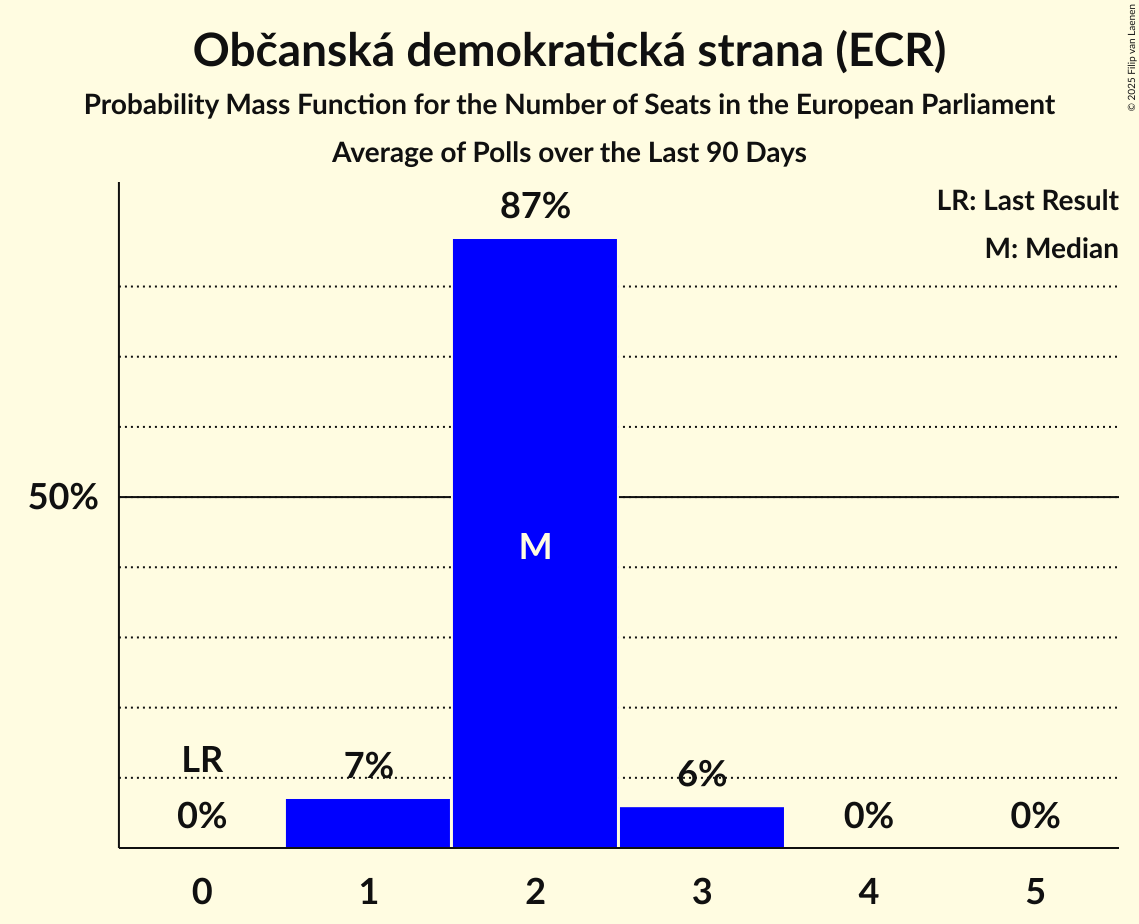 Občanská demokratická strana (ECR)
Probability Mass Function for the Number of Seats in the European Parliament
Average of Polls over the Last 90 Days
© 2025 Filip van Laenen
LR: Last Result
M: Median
87%
50%
M
LR
7%
6%
0%
0%
0%
0
1
2
3
4
5